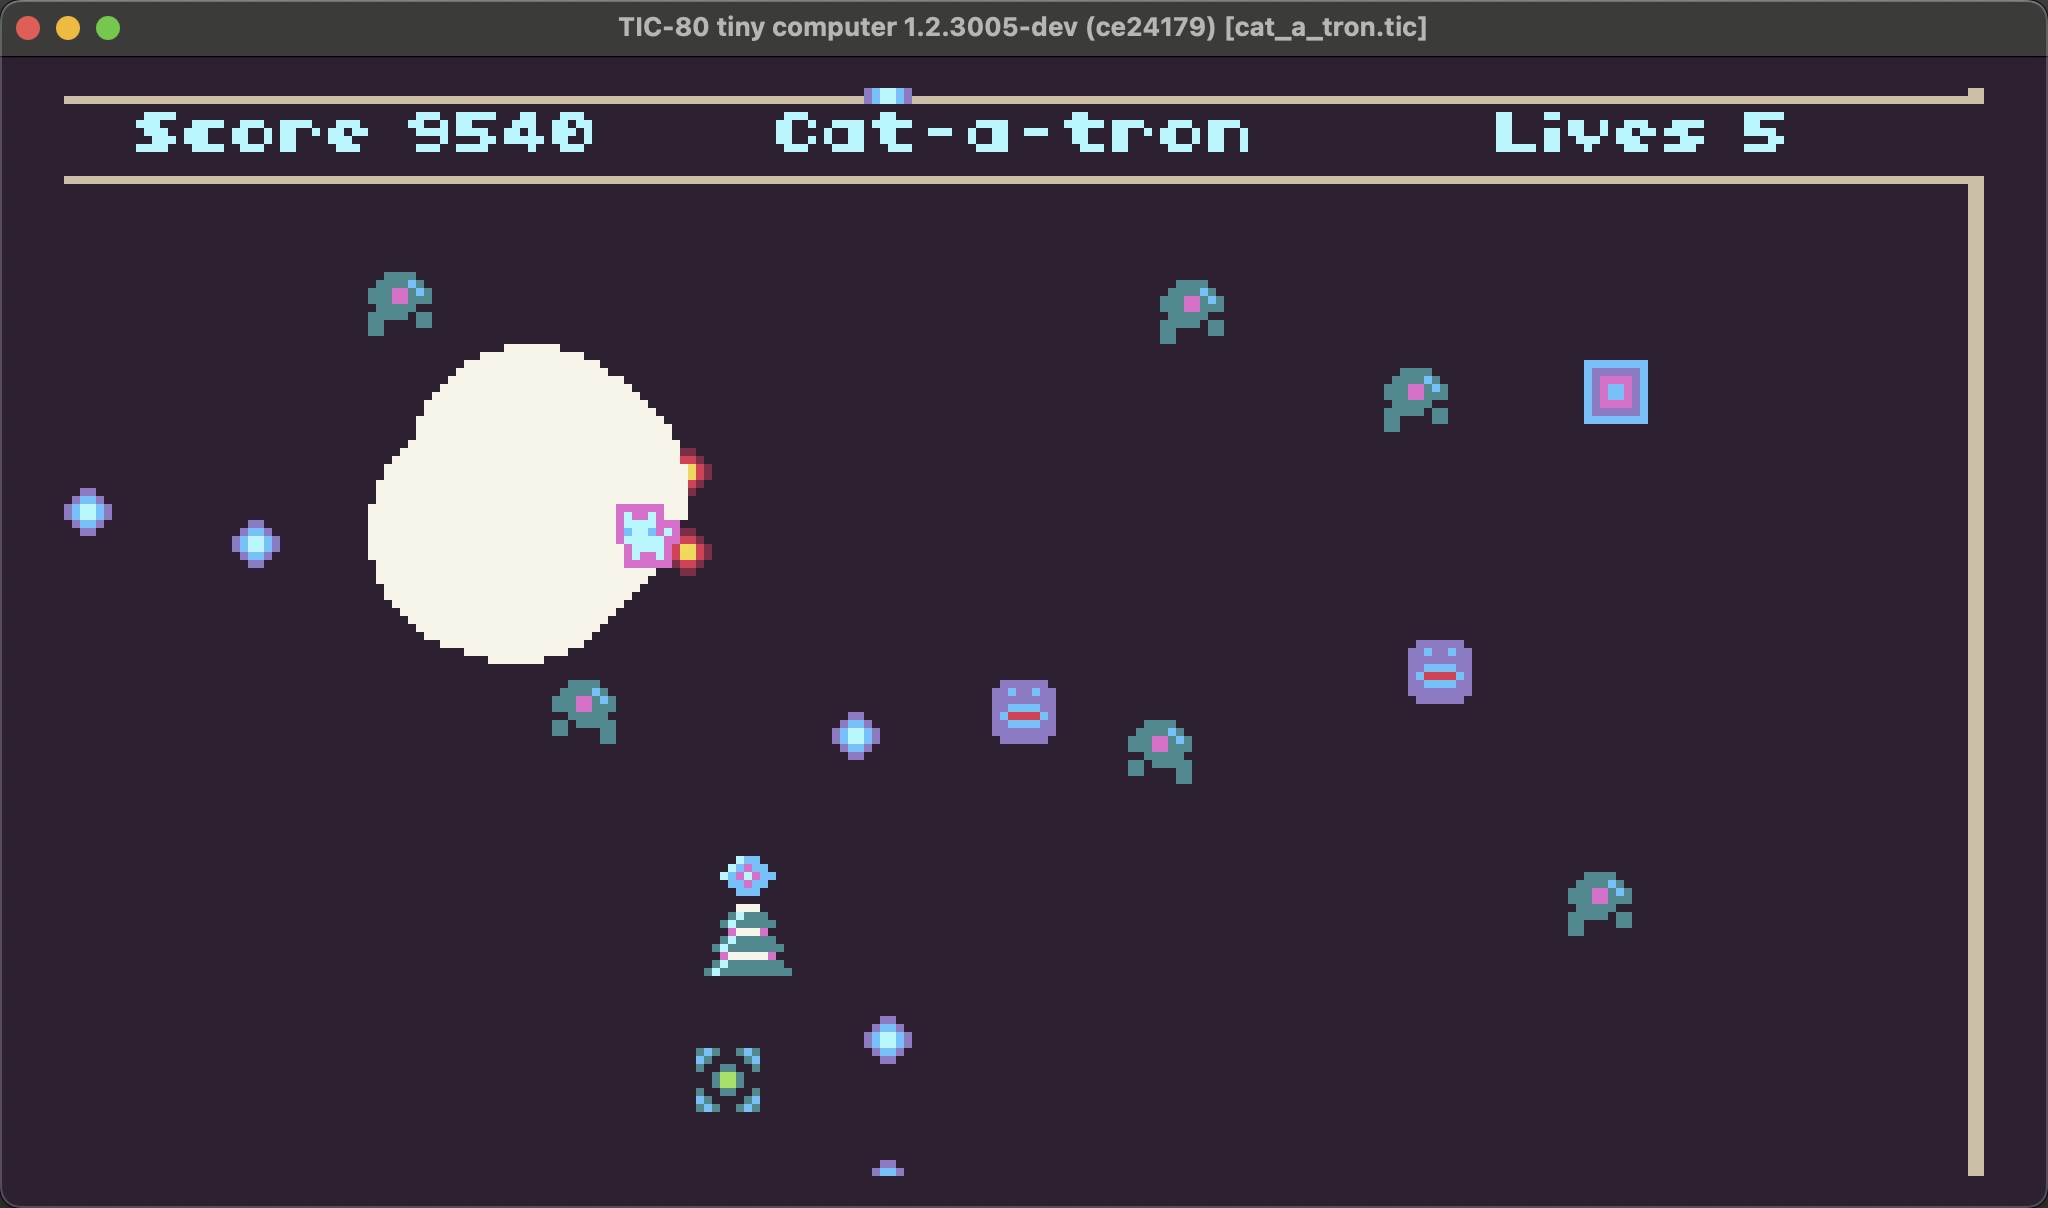 TIC-80 tiny computer 1.2.3005-dev (ce24179) [cat_a_tron.tic]
Score 9540 Cat-a-tron Lives 5